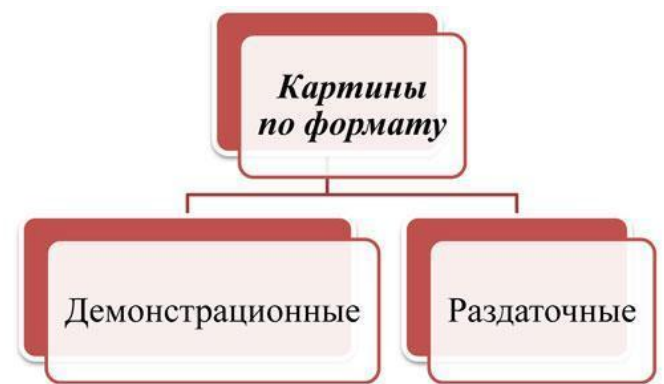 Картины
по формату
Демонстрационные
Раздаточные